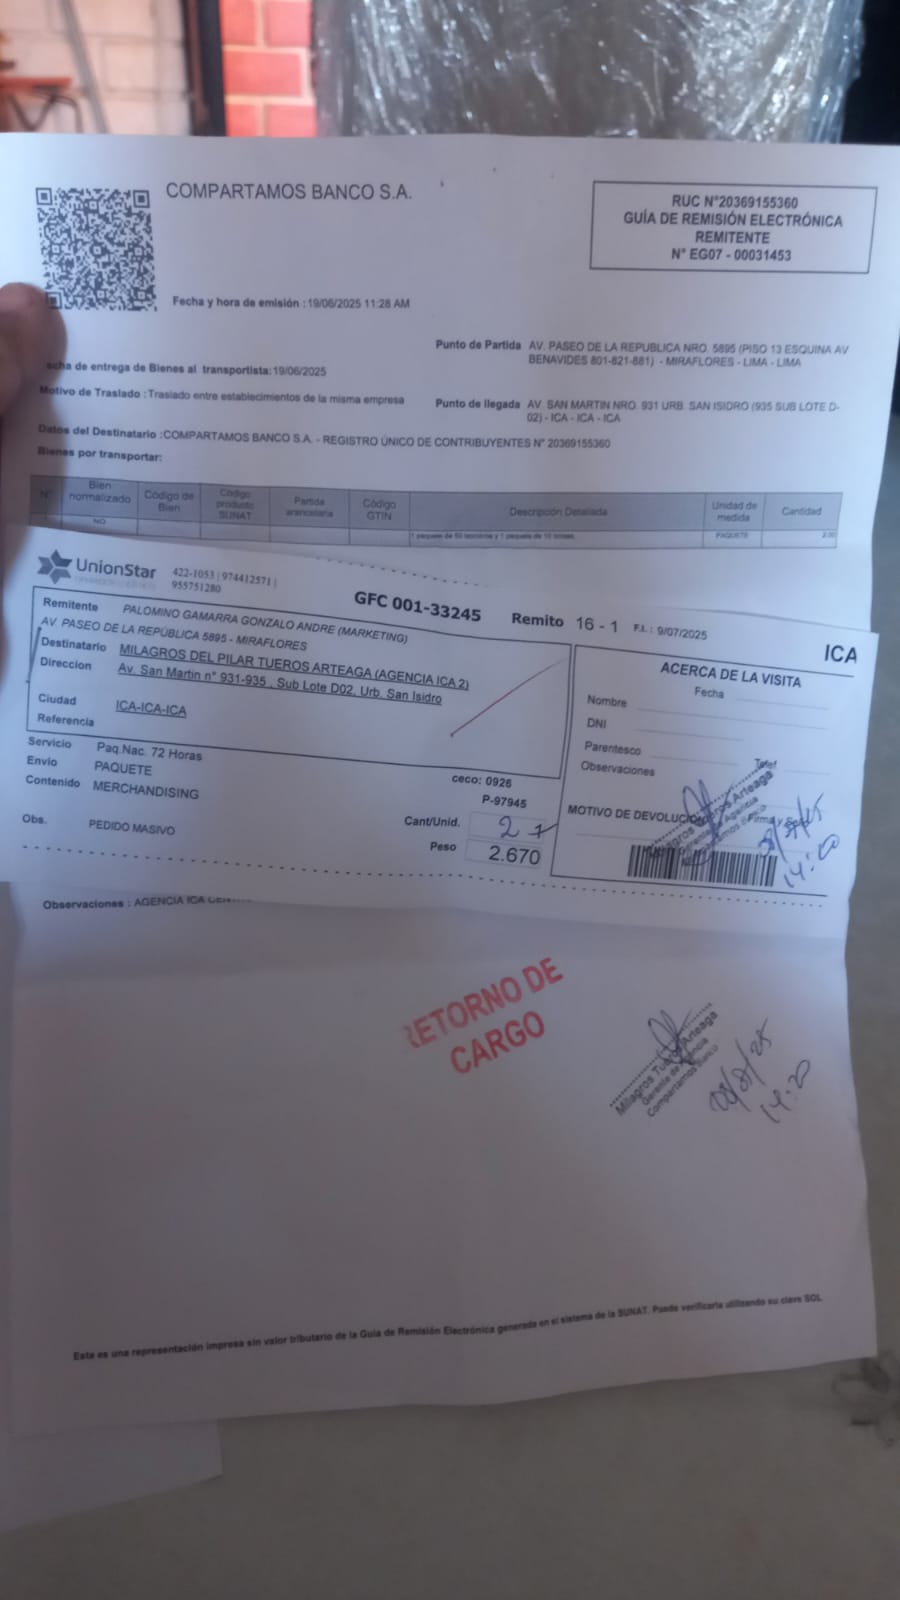 COMPARTAMOS BANCO S.A.
RUC N°20369155360
GUÍA DE REMISIÓN ELECTRÓNICA
REMITENTE
N° EG07 - 00031453
Fecha y hora de emisión : 19/06/2025 11:28 AM
Punto de Partida AV. PASEO DE LA REPUBLICA NRO. 5895 (PISO 13 ESQUINA AV
BENAVIDES 801-821-881) - MIRAFLORES - LIMA - LIMA
echa de entrega de Bienes al transportista: 19/06/2025
Motivo de Traslado : Traslado entre establecimientos de la misma empresa
Punto de llegada AV. SAN MARTIN NRO. 931 URB. SAN ISIDRO (935 SUB LOTE D-
02) - ICA - ICA - ICA
Datos del Destinatario : COMPARTAMOS BANCO S.A. - REGISTRO ÚNICO DE CONTRIBUYENTES N° 20369155360
Bienes por transportar:
N° Bien normalizado Código de Bien Código producto SUNAT Partida arancelaria Código GTIN Descripción Detallada Unidad de medida Cantidad
NO PAQUETE
UnionStar 422-1053 | 974412571 |
955751280
GFC 001-33245 Remito 16 - 1 F.I. : 9/07/2025
ICA
Remitente PALOMINO GAMARRA GONZALO ANDRE (MARKETING)
AV PASEO DE LA REPÚBLICA 5895 - MIRAFLORES
Destinatario MILAGROS DEL PILAR TUEROS ARTEAGA (AGENCIA ICA 2)
Direccion Av. San Martin n° 931-935 , Sub Lote D02, Urb. San Isidro
Ciudad ICA-ICA-ICA
Referencia
Servicio Paq.Nac. 72 Horas
Envio PAQUETE
Contenido MERCHANDISING
Obs. PEDIDO MASIVO
ceco: 0926
P-97945
Cant/Unid. 2
Peso 2.670
ACERCA DE LA VISITA
Fecha
Nombre
DNI
Parentesco
Telef
Observaciones
MOTIVO DE DEVOLUC
14:20
Observaciones : AGENCIA ICA
RETORNO DE
CARGO
Milagros Arteaga
Gerente de Agencia
Compartamos Banco
14:20
Esta es una representación impresa sin valor tributario de la Guía de Remisión Electrónica generada en el sistema de la SUNAT. Puede verificarla utilizando su clave SOL